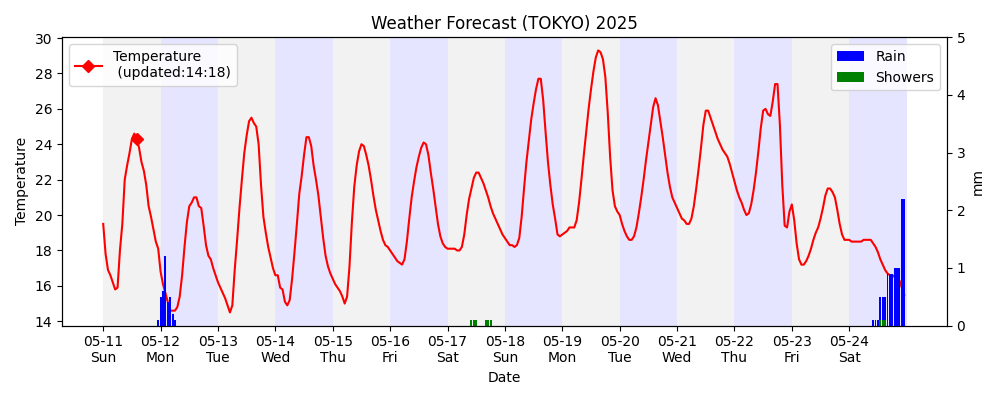 Weather Forecast (TOKYO) 2025
Temperature
(updated:14:18)
Rain
Showers
30
28
26
24
22
20
18
16
14
Temperature
5
4
3
2
1
0
mm
05-11 05-12 05-13 05-14 05-15 05-16 05-17 05-18 05-19 05-20 05-21 05-22 05-23 05-24
Sun Mon Tue Wed Thu Fri Sat Sun Mon Tue Wed Thu Fri Sat
Date